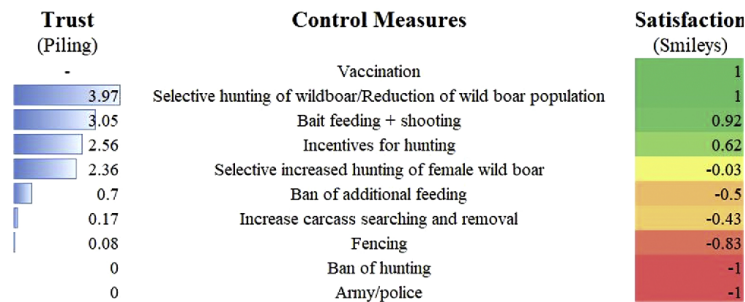 Trust Control Measures Satisfaction
(Piling) (Smileys)
- Vaccination 1
3.97 Selective hunting of wildboar/Reduction of wild boar population 1
3.05 Bait feeding + shooting 0.92
2.56 Incentives for hunting 0.62
2.36 Selective increased hunting of female wild boar -0.03
0.7 Ban of additional feeding -0.5
0.17 Increase carcass searching and removal -0.43
0.08 Fencing -0.83
0 Ban of hunting -1
0 Army/police -1